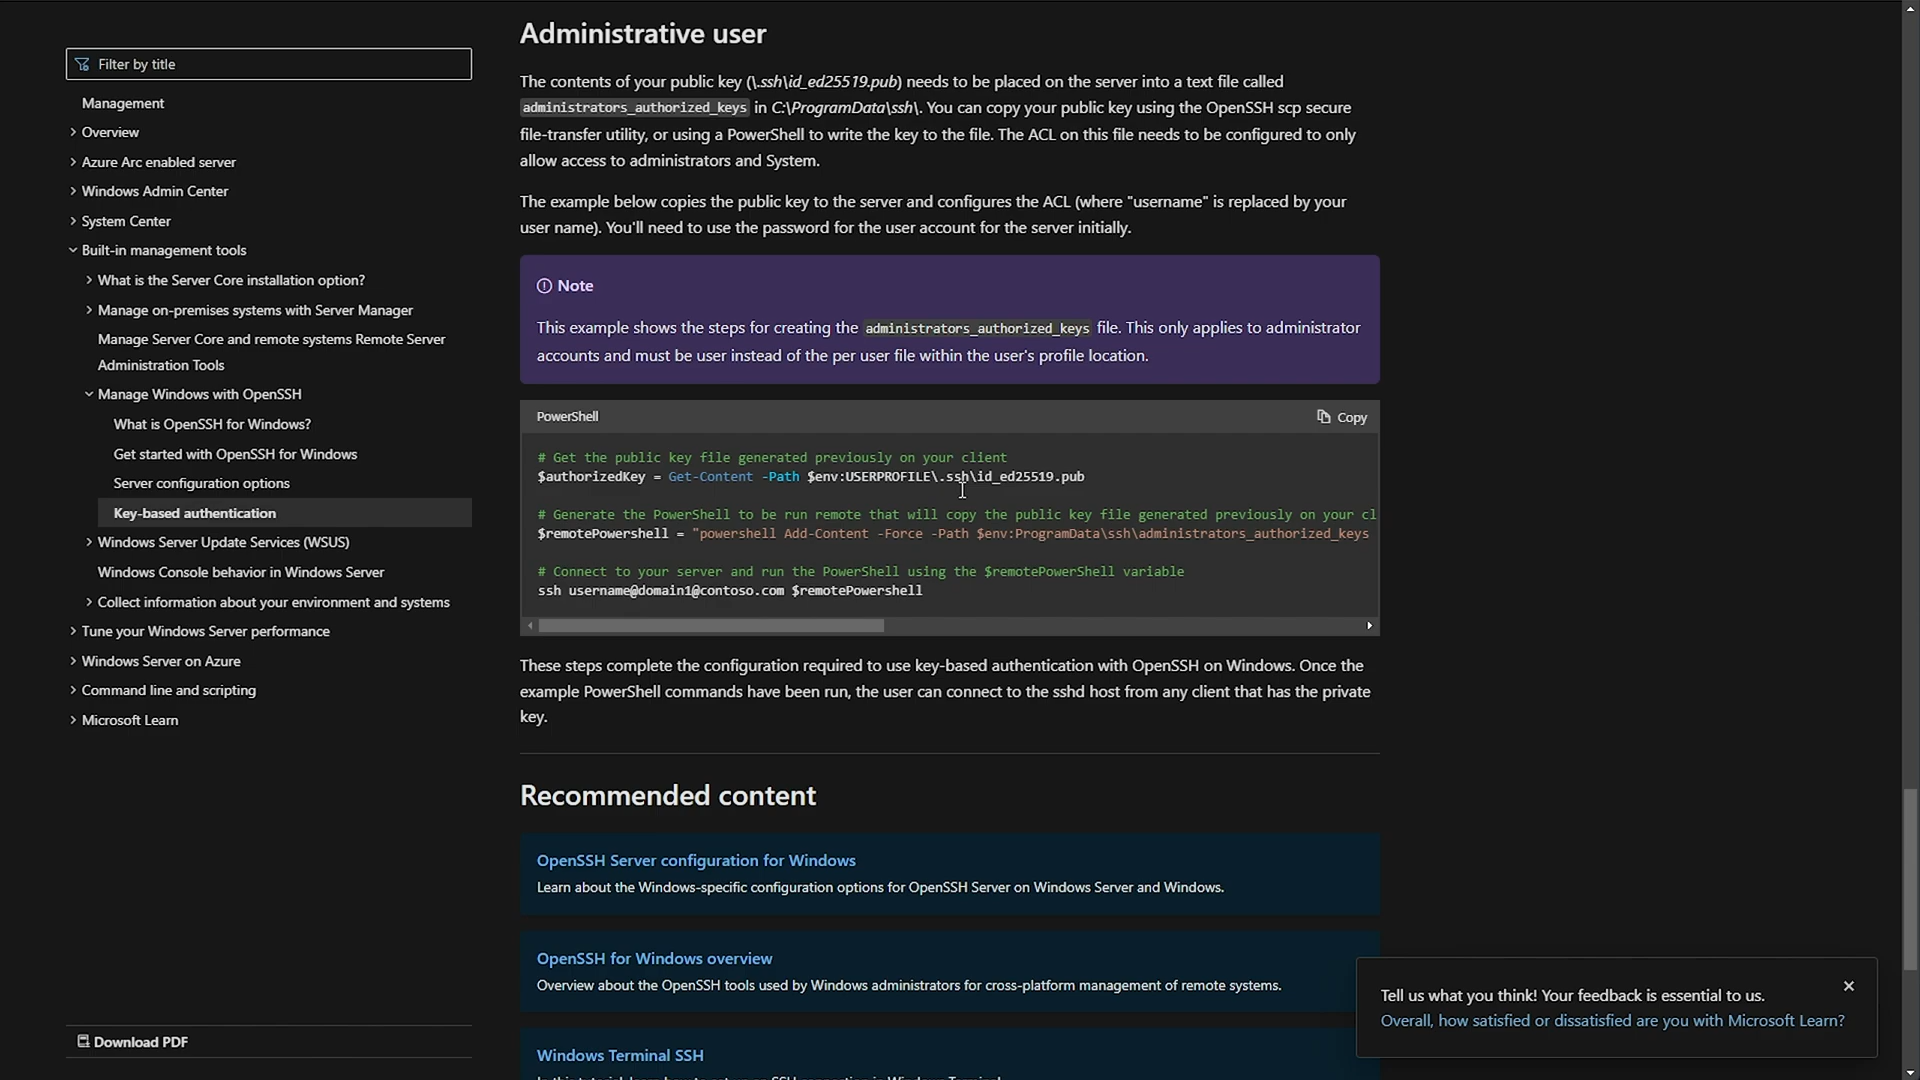 Filter by title
Management
Overview
Azure Arc enabled server
Windows Admin Center
System Center
Built-in management tools
What is the Server Core installation option?
Manage on-premises systems with Server Manager
Manage Server Core and remote systems Remote Server
Administration Tools
Manage Windows with OpenSSH
What is OpenSSH for Windows?
Get started with OpenSSH for Windows
Server configuration options
Key-based authentication
Windows Server Update Services (WSUS)
Windows Console behavior in Windows Server
Collect information about your environment and systems
Tune your Windows Server performance
Windows Server on Azure
Command line and scripting
Microsoft Learn
Download PDF
Administrative user
The contents of your public key (\.ssh\id_ed25519.pub) needs to be placed on the server into a text file called
administrators_authorized_keys in C:\ProgramData\ssh\. You can copy your public key using the OpenSSH scp secure
file-transfer utility, or using a PowerShell to write the key to the file. The ACL on this file needs to be configured to only
allow access to administrators and System.
The example below copies the public key to the server and configures the ACL (where "username" is replaced by your
user name). You'll need to use the password for the user account for the server initially.
Note
This example shows the steps for creating the administrators_authorized_keys file. This only applies to administrator
accounts and must be user instead of the per user file within the user's profile location.
PowerShell
Copy
# Get the public key file generated previously on your client
$authorizedKey = Get-Content -Path $env:USERPROFILE\.ssh\id_ed25519.pub
# Generate the PowerShell to be run remote that will copy the public key file generated previously on your cl
$remotePowershell = "powershell Add-Content -Force -Path $env:ProgramData\ssh\administrators_authorized_keys
# Connect to your server and run the PowerShell using the $remotePowerShell variable
ssh username@domain1@contoso.com $remotePowershell
These steps complete the configuration required to use key-based authentication with OpenSSH on Windows. Once the
example PowerShell commands have been run, the user can connect to the sshd host from any client that has the private
key.
Recommended content
OpenSSH Server configuration for Windows
Learn about the Windows-specific configuration options for OpenSSH Server on Windows Server and Windows.
OpenSSH for Windows overview
Overview about the OpenSSH tools used by Windows administrators for cross-platform management of remote systems.
Windows Terminal SSH
Tell us what you think! Your feedback is essential to us.
Overall, how satisfied or dissatisfied are you with Microsoft Learn?